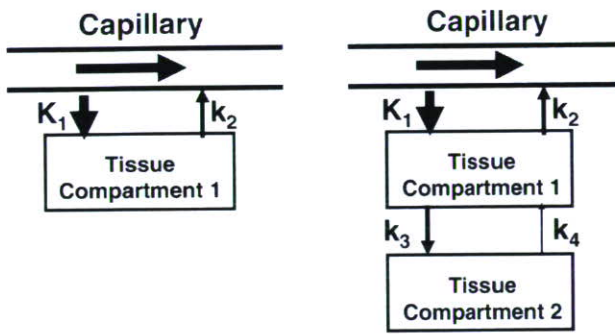 Capillary
K1
k2
Tissue
Compartment 1
Capillary
K1
k2
Tissue
Compartment 1
k3
k4
Tissue
Compartment 2